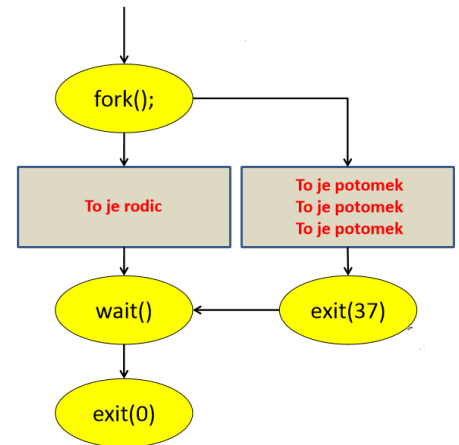 fork();
To je rodic
To je potomek
To je potomek
To je potomek
wait()
exit(37)
exit(0)